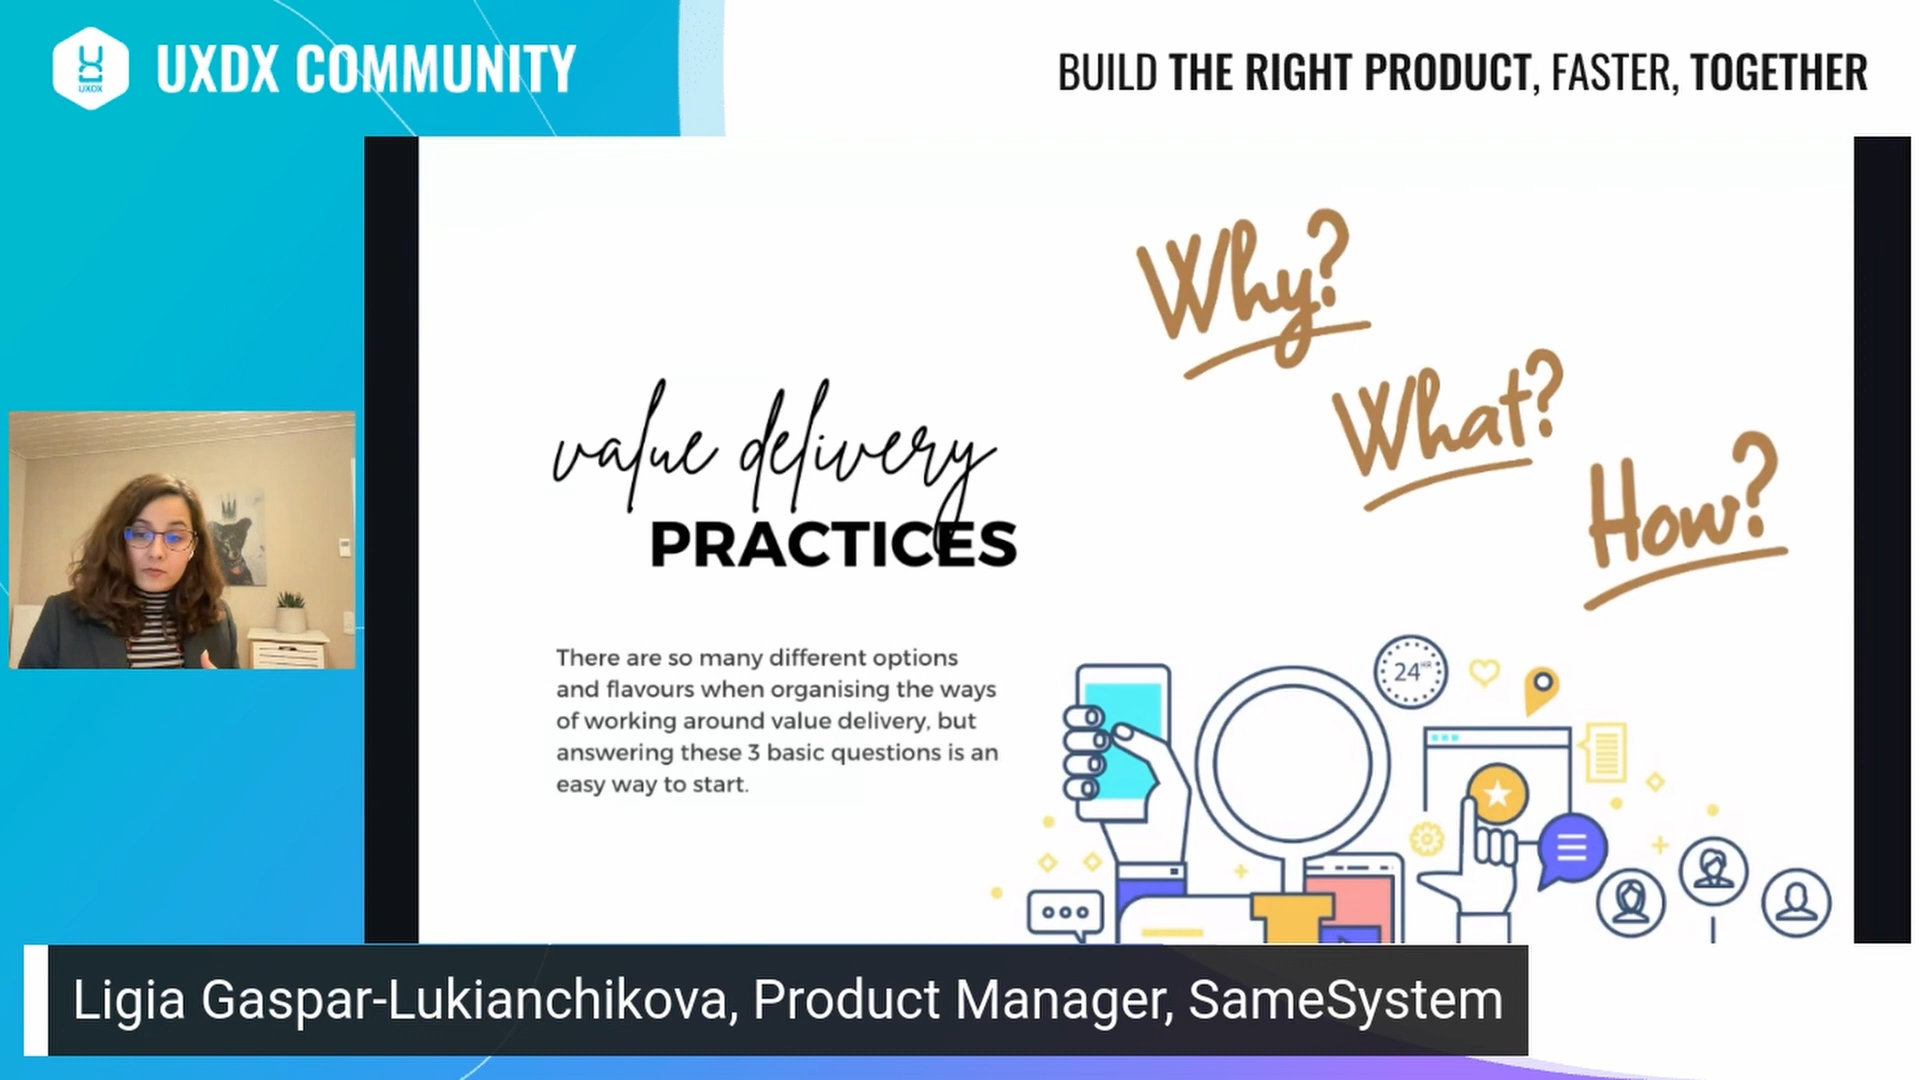 UXDX
UXDX COMMUNITY
BUILD THE RIGHT PRODUCT, FASTER, TOGETHER
Why?
What?
How?
value delivery
PRACTICES
There are so many different options
and flavours when organising the ways
of working around value delivery, but
answering these 3 basic questions is an
easy way to start.
24HR
Ligia Gaspar-Lukianchikova, Product Manager, SameSystem